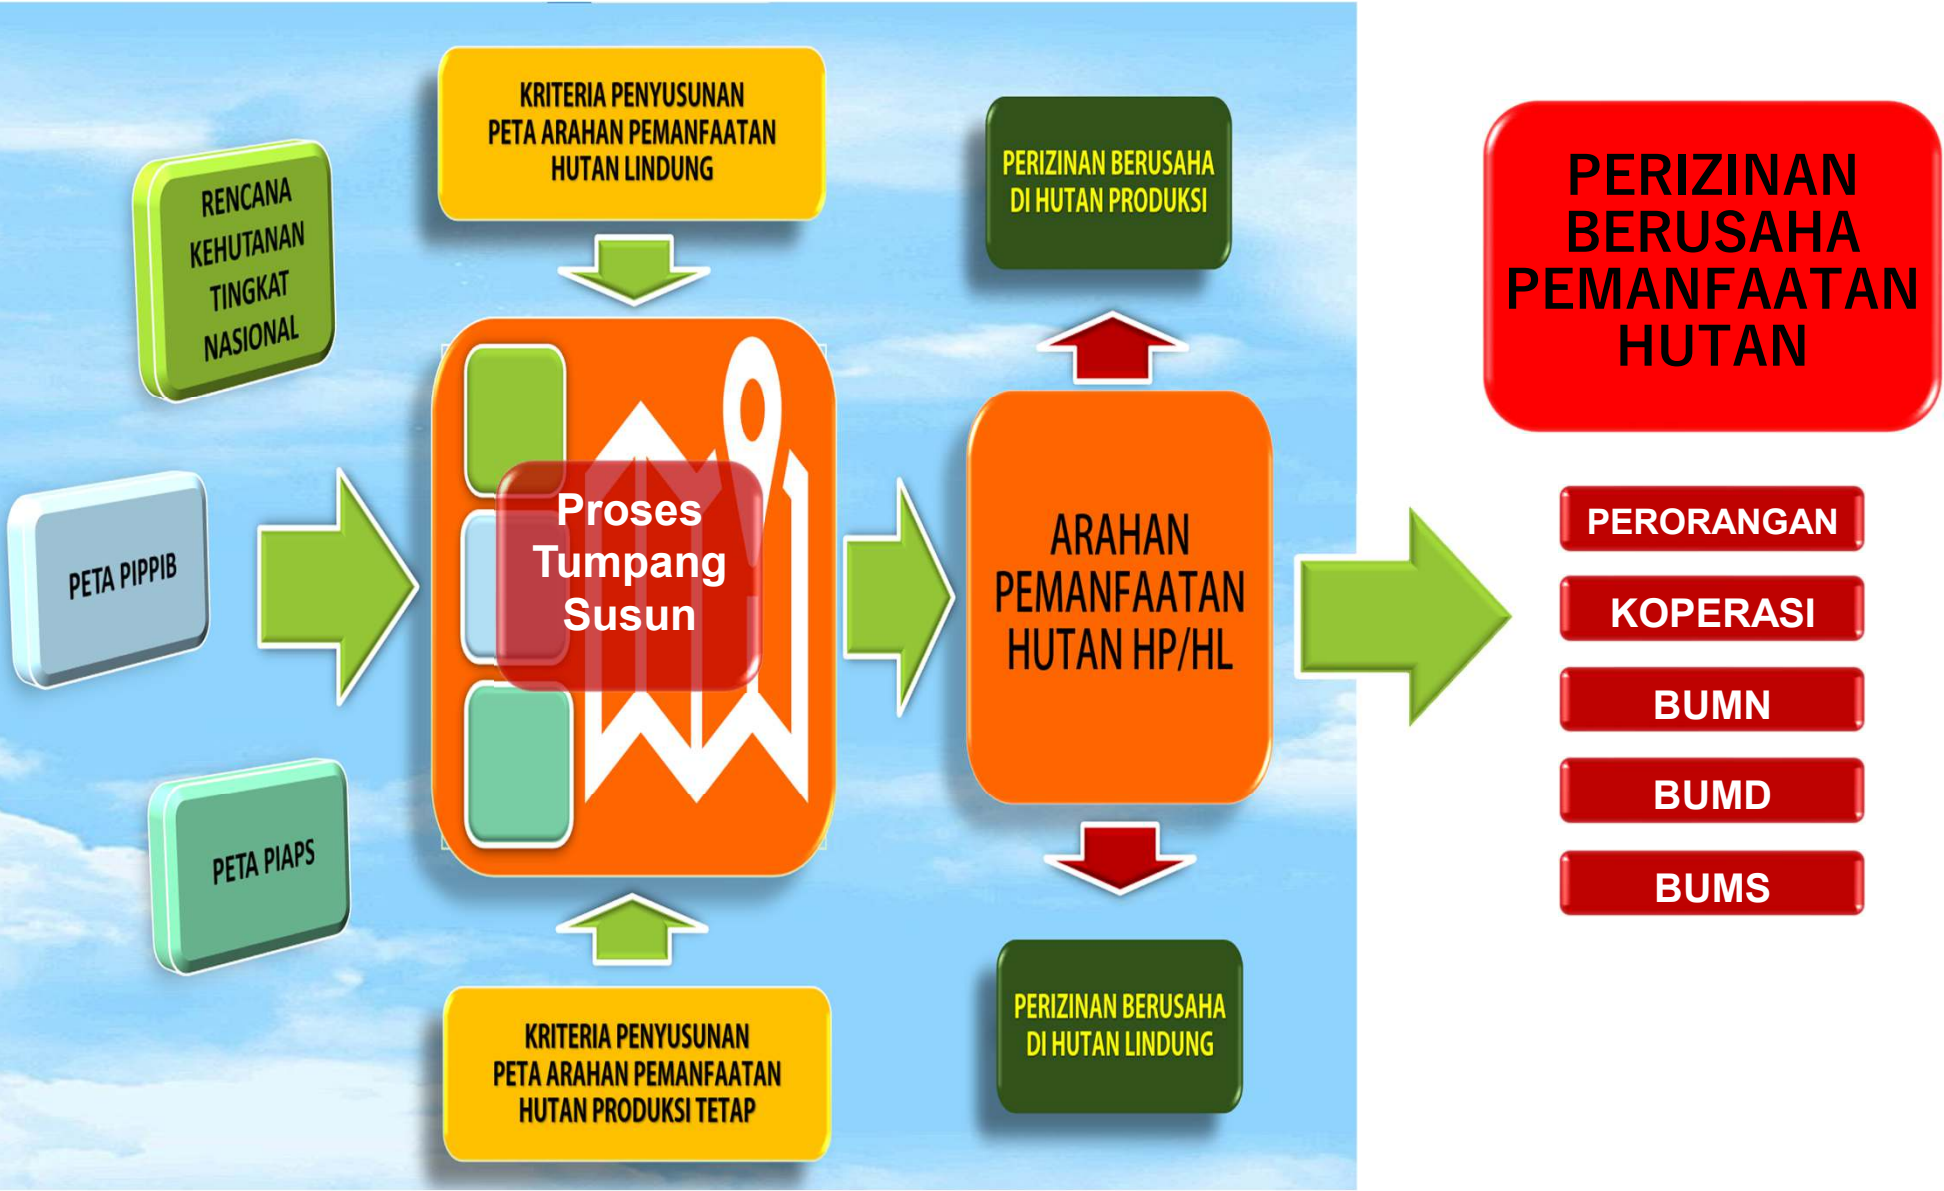 RENCANA
KEHUTANAN
TINGKAT
NASIONAL
PETA PIPPIB
PETA PIAPS
KRITERIA PENYUSUNAN
PETA ARAHAN PEMANFAATAN
HUTAN LINDUNG
Proses
Tumpang
Susun
KRITERIA PENYUSUNAN
PETA ARAHAN PEMANFAATAN
HUTAN PRODUKSI TETAP
PERIZINAN BERUSAHA
DI HUTAN PRODUKSI
ARAHAN
PEMANFAATAN
HUTAN HP/HL
PERIZINAN BERUSAHA
DI HUTAN LINDUNG
PERIZINAN
BERUSAHA
PEMANFAATAN
HUTAN
PERORANGAN
KOPERASI
BUMN
BUMD
BUMS